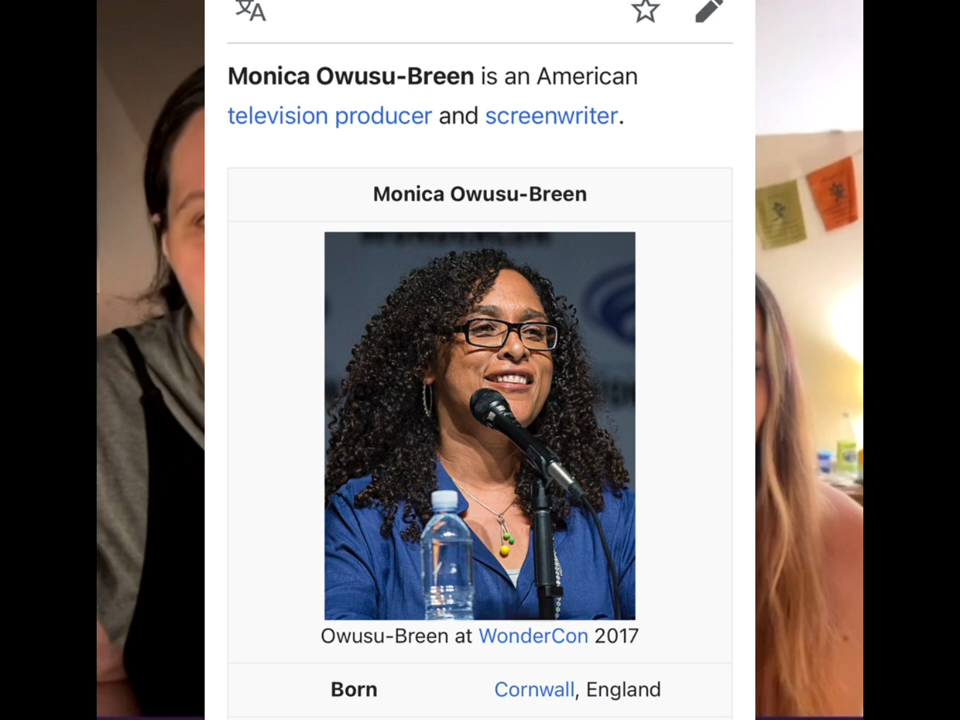 Monica Owusu-Breen is an American
television producer and screenwriter.
Monica Owusu-Breen
Owusu-Breen at WonderCon 2017
Born Cornwall, England